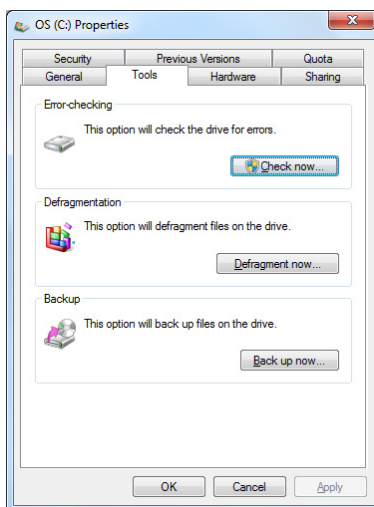 OS (C:) Properties
Security Previous Versions Quota
General Tools Hardware Sharing
Error-checking
This option will check the drive for errors.
Check now...
Defragmentation
This option will defragment files on the drive.
Defragment now...
Backup
This option will back up files on the drive.
Back up now...
OK Cancel Apply